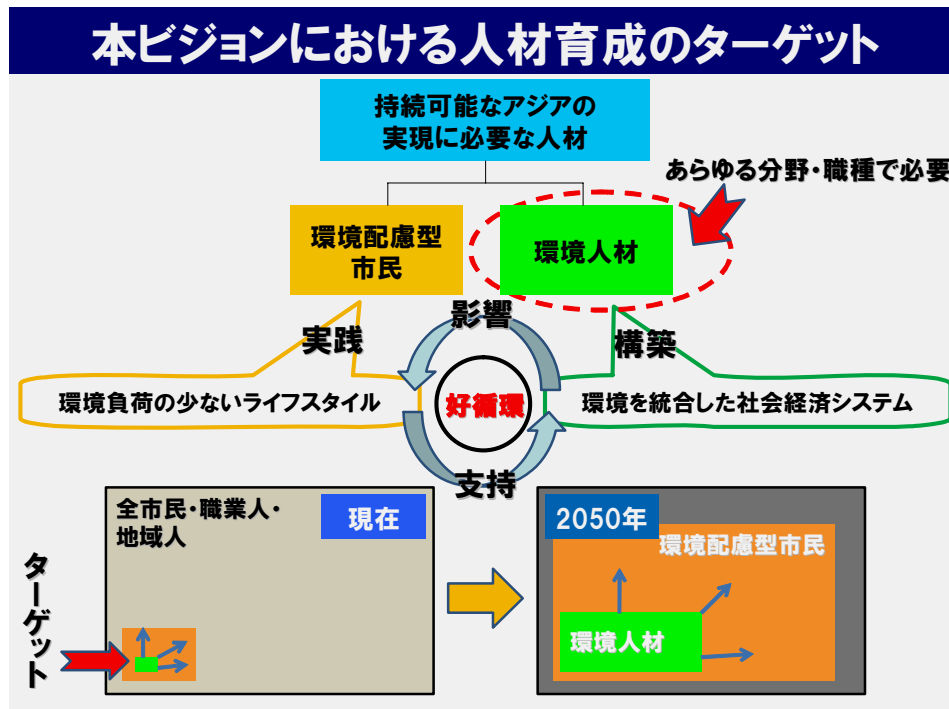 本ビジョンにおける人材育成のターゲット
持続可能なアジアの
実現に必要な人材
あらゆる分野・職種で必要
環境配慮型
市民
環境人材
影響
実践
構築
環境負荷の少ないライフスタイル
好循環
環境を統合した社会経済システム
支持
全市民・職業人・
地域人
現在
2050年
環境配慮型市民
環境人材
ターゲット